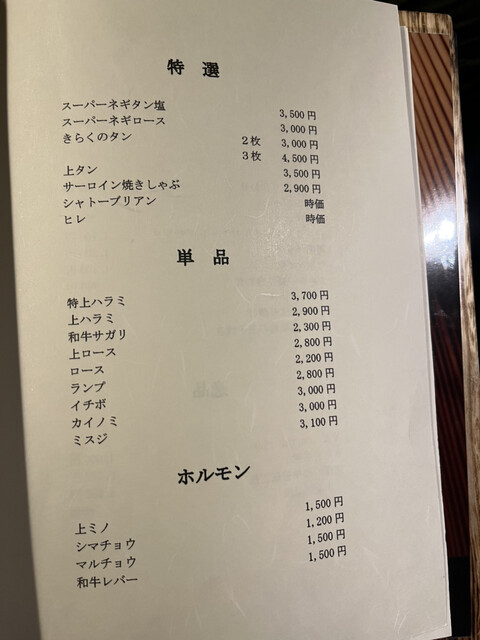 特選
スーパーネギタン塩 3,500円
スーパーネギロース 3,000円
きらくのタン 2枚 3,000円
3枚 4,500円
上タン 3,500円
サーロイン焼きしゃぶ 2,900円
シャトーブリアン 時価
ヒレ 時価
単品
特上ハラミ 3,700円
上ハラミ 2,900円
和牛サガリ 2,300円
上ロース 2,800円
ロース 2,200円
ランプ 2,800円
イチボ 3,000円
カイノミ 3,000円
ミスジ 3,100円
ホルモン
上ミノ 1,500円
シマチョウ 1,200円
マルチョウ 1,500円
和牛レバー 1,500円